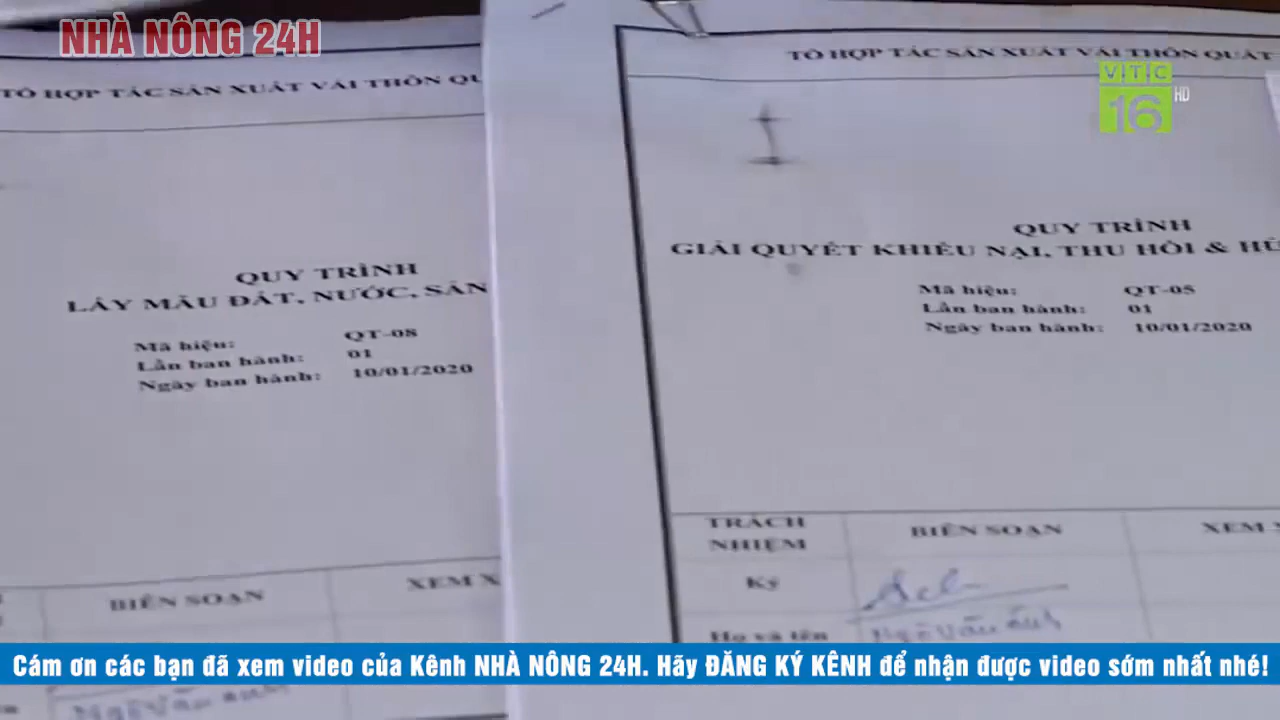 NHÀ NÔNG 24H
VTC
16 HD
TỔ HỢP TÁC SẢN XUẤT VẢI THÔN
QUY TRÌNH
LẤY MẪU ĐẤT, NƯỚC, SẢN
Mã hiệu: QT-08
Lần ban hành: 01
Ngày ban hành: 10/01/2020
BIÊN SOẠN XEM
TỔ HỢP TÁC SẢN XUẤT VẢI THÔN QUẤT
QUY TRÌNH
GIẢI QUYẾT KHIẾU NẠI, THU HỒI &
Mã hiệu: QT-05
Lần ban hành: 01
Ngày ban hành: 10/01/2020
TRÁCH NHIỆM BIÊN SOẠN XEM
Ký
Họ và tên Ngô Văn
Cám ơn các bạn đã xem video của Kênh NHÀ NÔNG 24H. Hãy ĐĂNG KÝ KÊNH để nhận được video sớm nhất nhé!